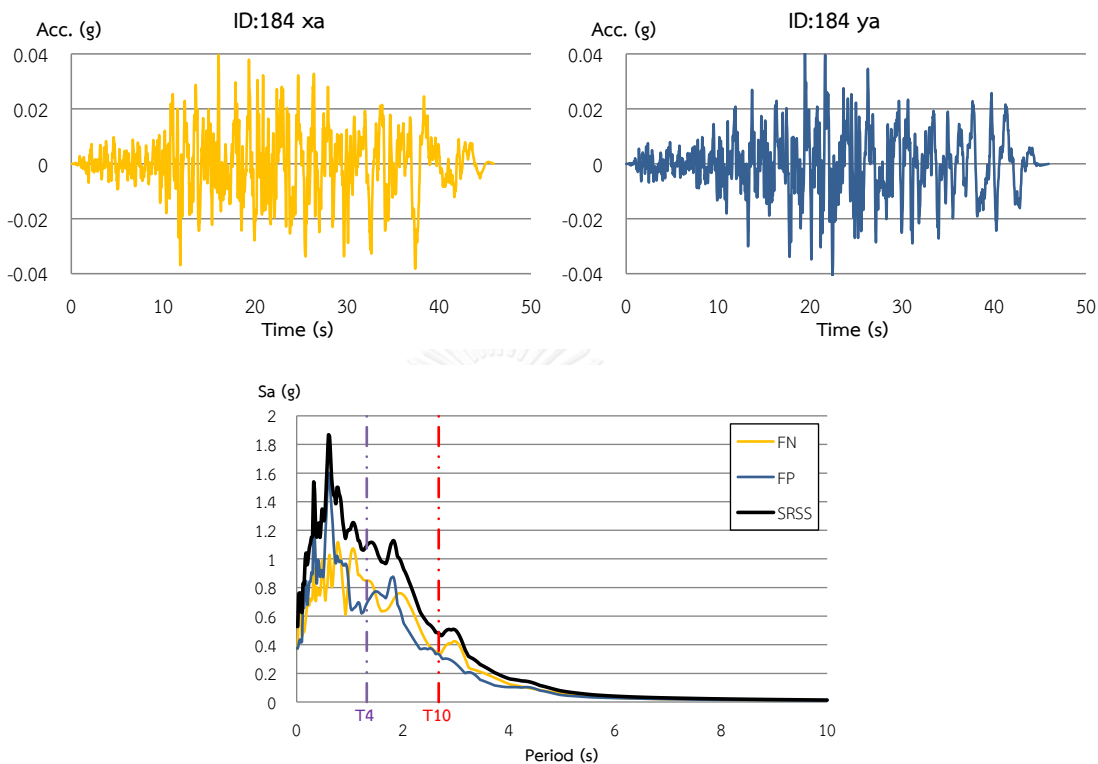 ID:184 xa
Acc. (g)
0.04
0.02
0
-0.02
-0.04
0 10 20 30 40 50
Time (s)
ID:184 ya
Acc. (g)
0.04
0.02
0
-0.02
-0.04
0 10 20 30 40 50
Time (s)
Sa (g)
2
1.8
1.6
1.4
1.2
1
0.8
0.6
0.4
0.2
0
FN
FP
SRSS
T4 T10
0 2 4 6 8 10
Period (s)